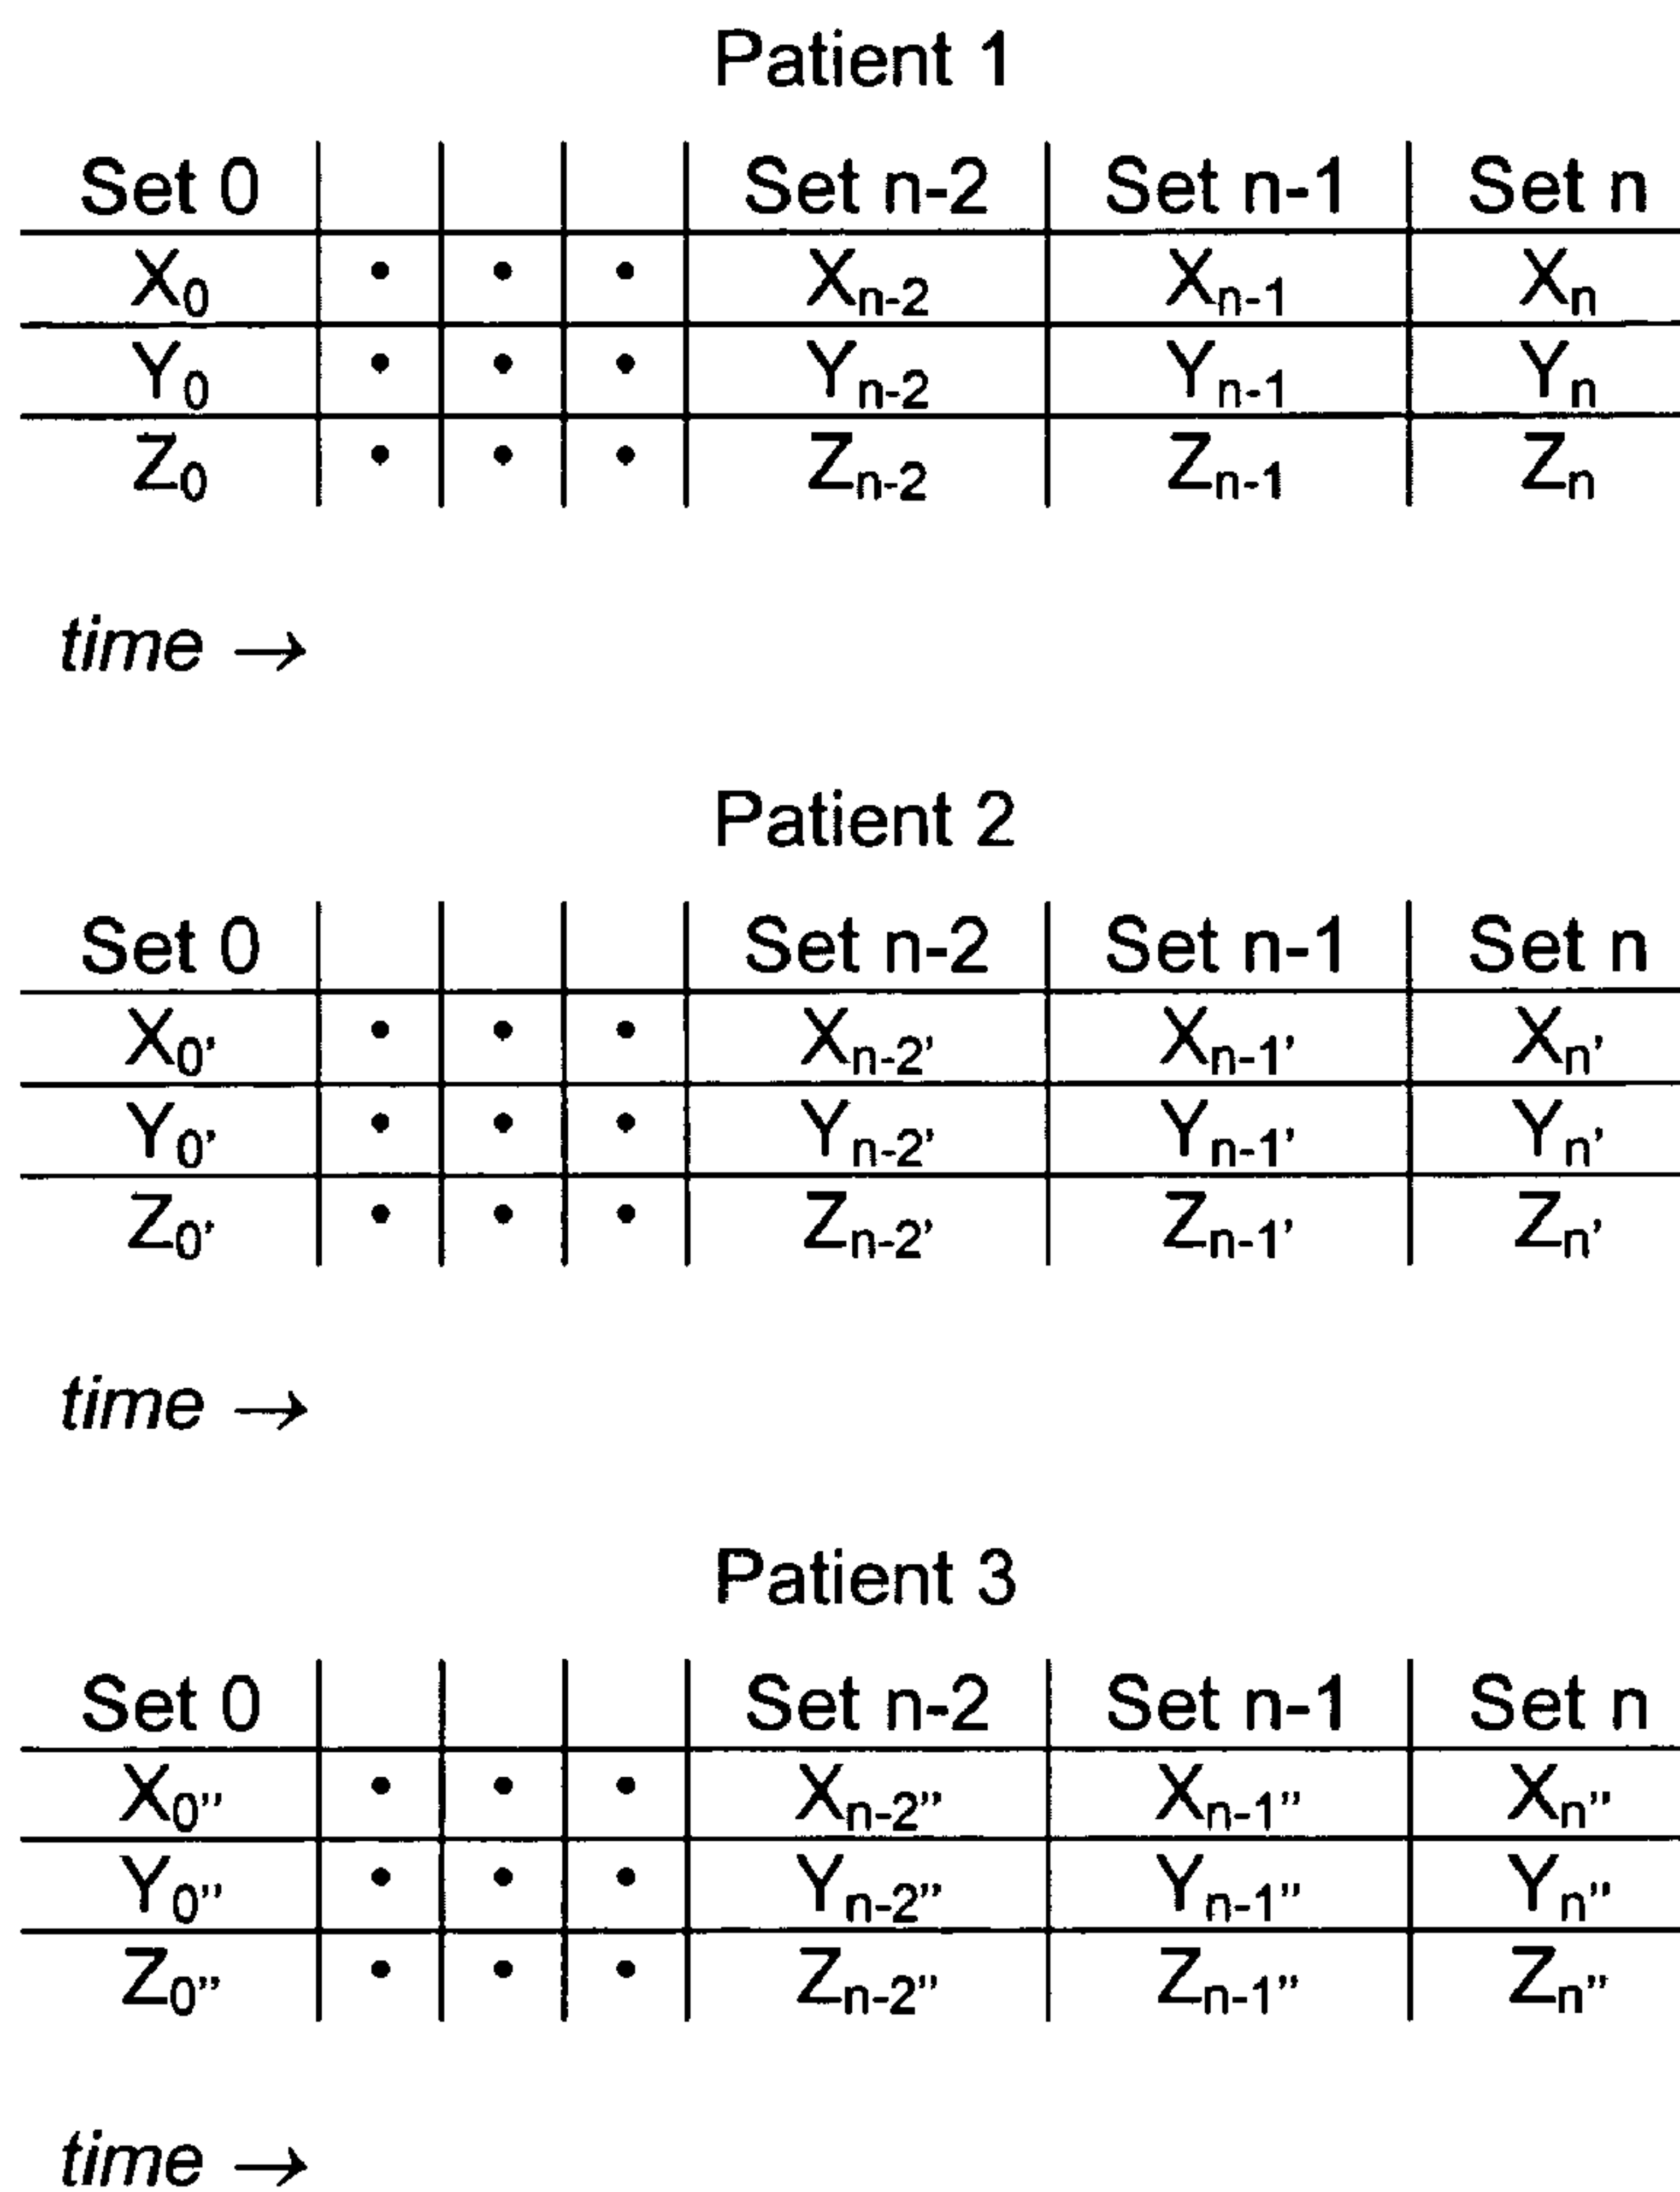 Patient 1
Set 0 Set n-2 Set n-1 Set n
X₀ • • • Xₙ₋₂ Xₙ₋₁ Xₙ
Y₀ • • • Yₙ₋₂ Yₙ₋₁ Yₙ
Z₀ • • • Zₙ₋₂ Zₙ₋₁ Zₙ
time →
Patient 2
Set 0 Set n-2 Set n-1 Set n
X₀’ • • • Xₙ₋₂’ Xₙ₋₁’ Xₙ’
Y₀’ • • • Yₙ₋₂’ Yₙ₋₁’ Yₙ’
Z₀’ • • • Zₙ₋₂’ Zₙ₋₁’ Zₙ’
time →
Patient 3
Set 0 Set n-2 Set n-1 Set n
X₀” • • • Xₙ₋₂” Xₙ₋₁” Xₙ”
Y₀” • • • Yₙ₋₂” Yₙ₋₁” Yₙ”
Z₀” • • • Zₙ₋₂” Zₙ₋₁” Zₙ”
time →